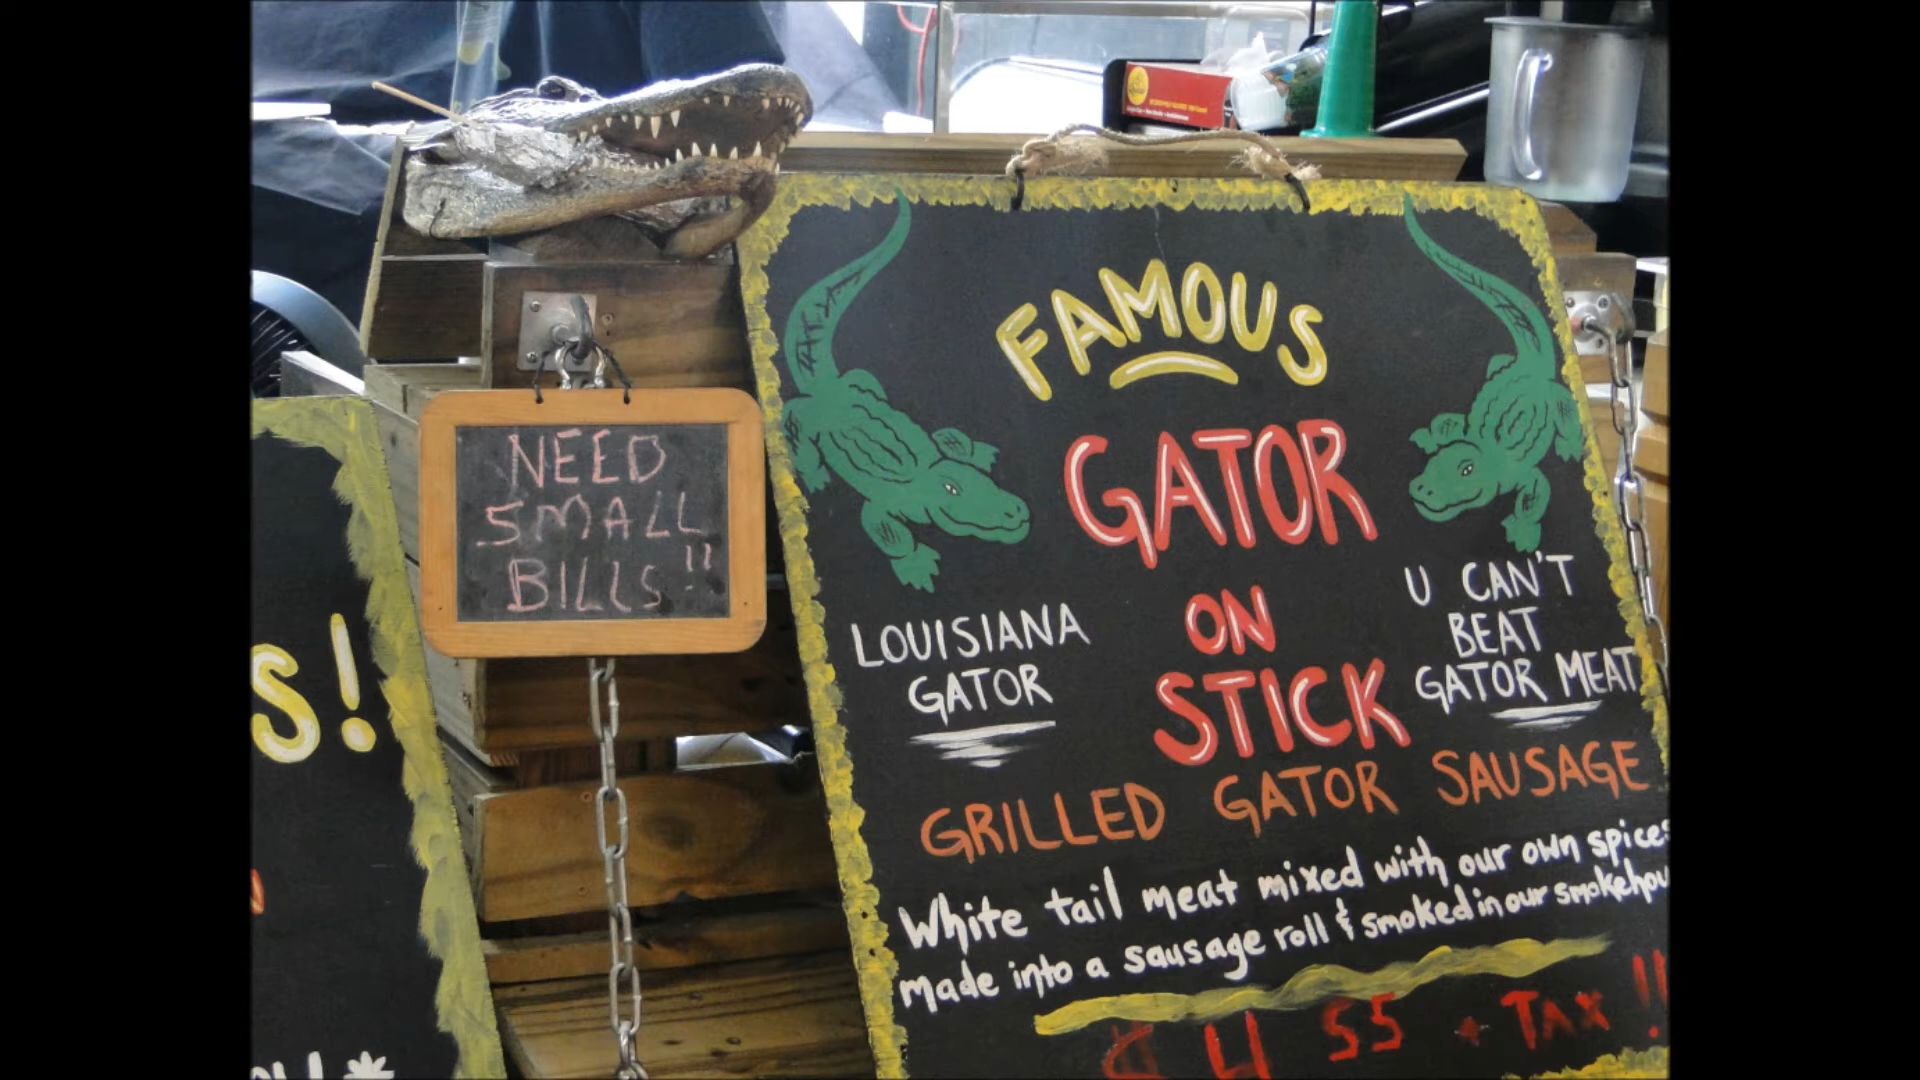 NEED
SMALL
BILLS!!
S!
FAMOUS
GATOR
ON
STICK
LOUISIANA
GATOR
U CAN'T
BEAT
GATOR MEAT
GRILLED GATOR SAUSAGE
White tail meat mixed with our own spices
made into a sausage roll & smoked in our smokehou
4 55 + TAX!!